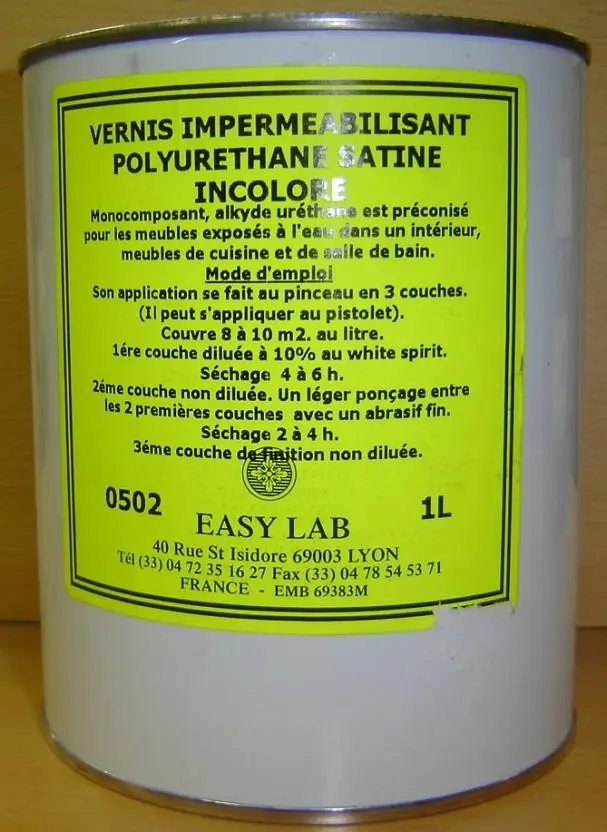 VERNIS IMPERMEABILISANT
POLYURETHANE SATINE
INCOLORE
Monocomposant, alkyde uréthane est préconisé
pour les meubles exposés à l'eau dans un intérieur,
meubles de cuisine et de salle de bain.
Mode d'emploi
Son application se fait au pinceau en 3 couches.
(Il peut s'appliquer au pistolet).
Couvre 8 à 10 m2. au litre.
1ére couche diluée à 10% au white spirit.
Séchage 4 à 6 h.
2éme couche non diluée. Un léger ponçage entre
les 2 premières couches avec un abrasif fin.
Séchage 2 à 4 h.
3éme couche de finition non diluée.
0502 1L
EASY LAB
40 Rue St Isidore 69003 LYON
Tél (33) 04 72 35 16 27 Fax (33) 04 78 54 53 71
FRANCE - EMB 69383M